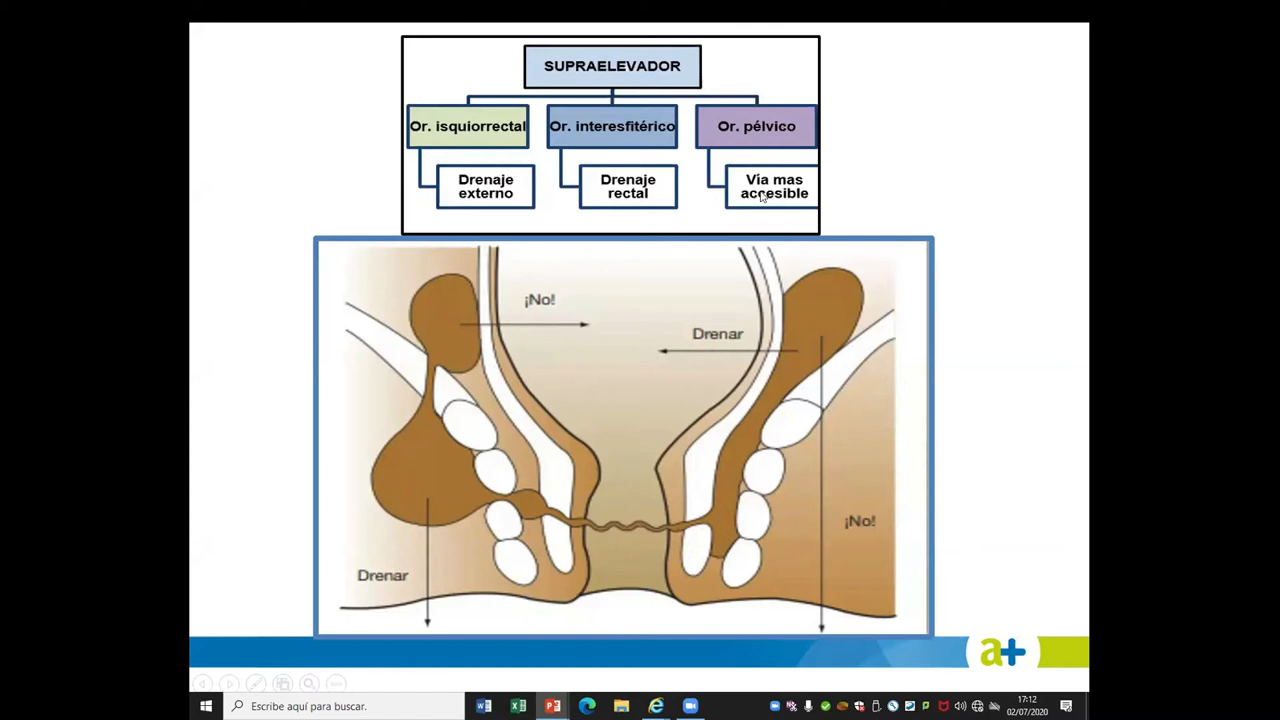 SUPRAELEVADOR
Or. isquiorrectal
Or. interesfitérico
Or. pélvico
Drenaje
externo
Drenaje
rectal
Vía mas
accesible
¡No!
Drenar
¡No!
Drenar
a+
Escribe aquí para buscar.
17:12
02/07/2020